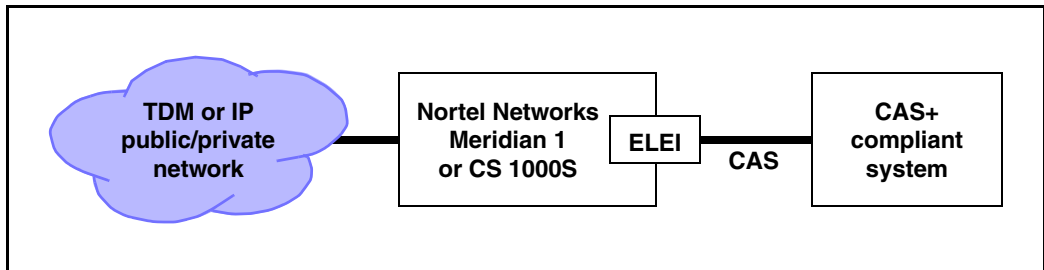 TDM or IP
public/private
network
Nortel Networks
Meridian 1
or CS 1000S
ELEI
CAS
CAS+
compliant
system